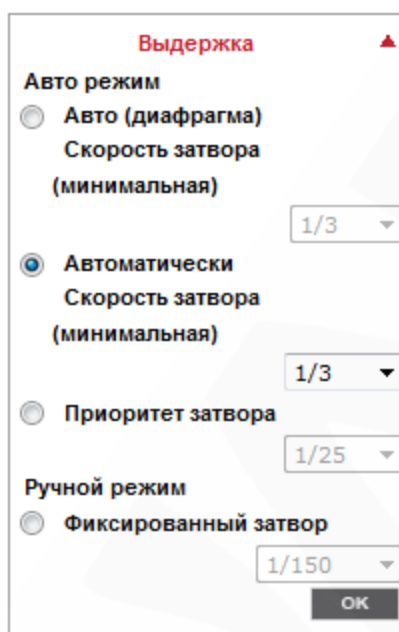 Выдержка
Авто режим
Авто (диафрагма)
Скорость затвора
(минимальная)
1/3
Автоматически
Скорость затвора
(минимальная)
1/3
Приоритет затвора
1/25
Ручной режим
Фиксированный затвор
1/150
OK